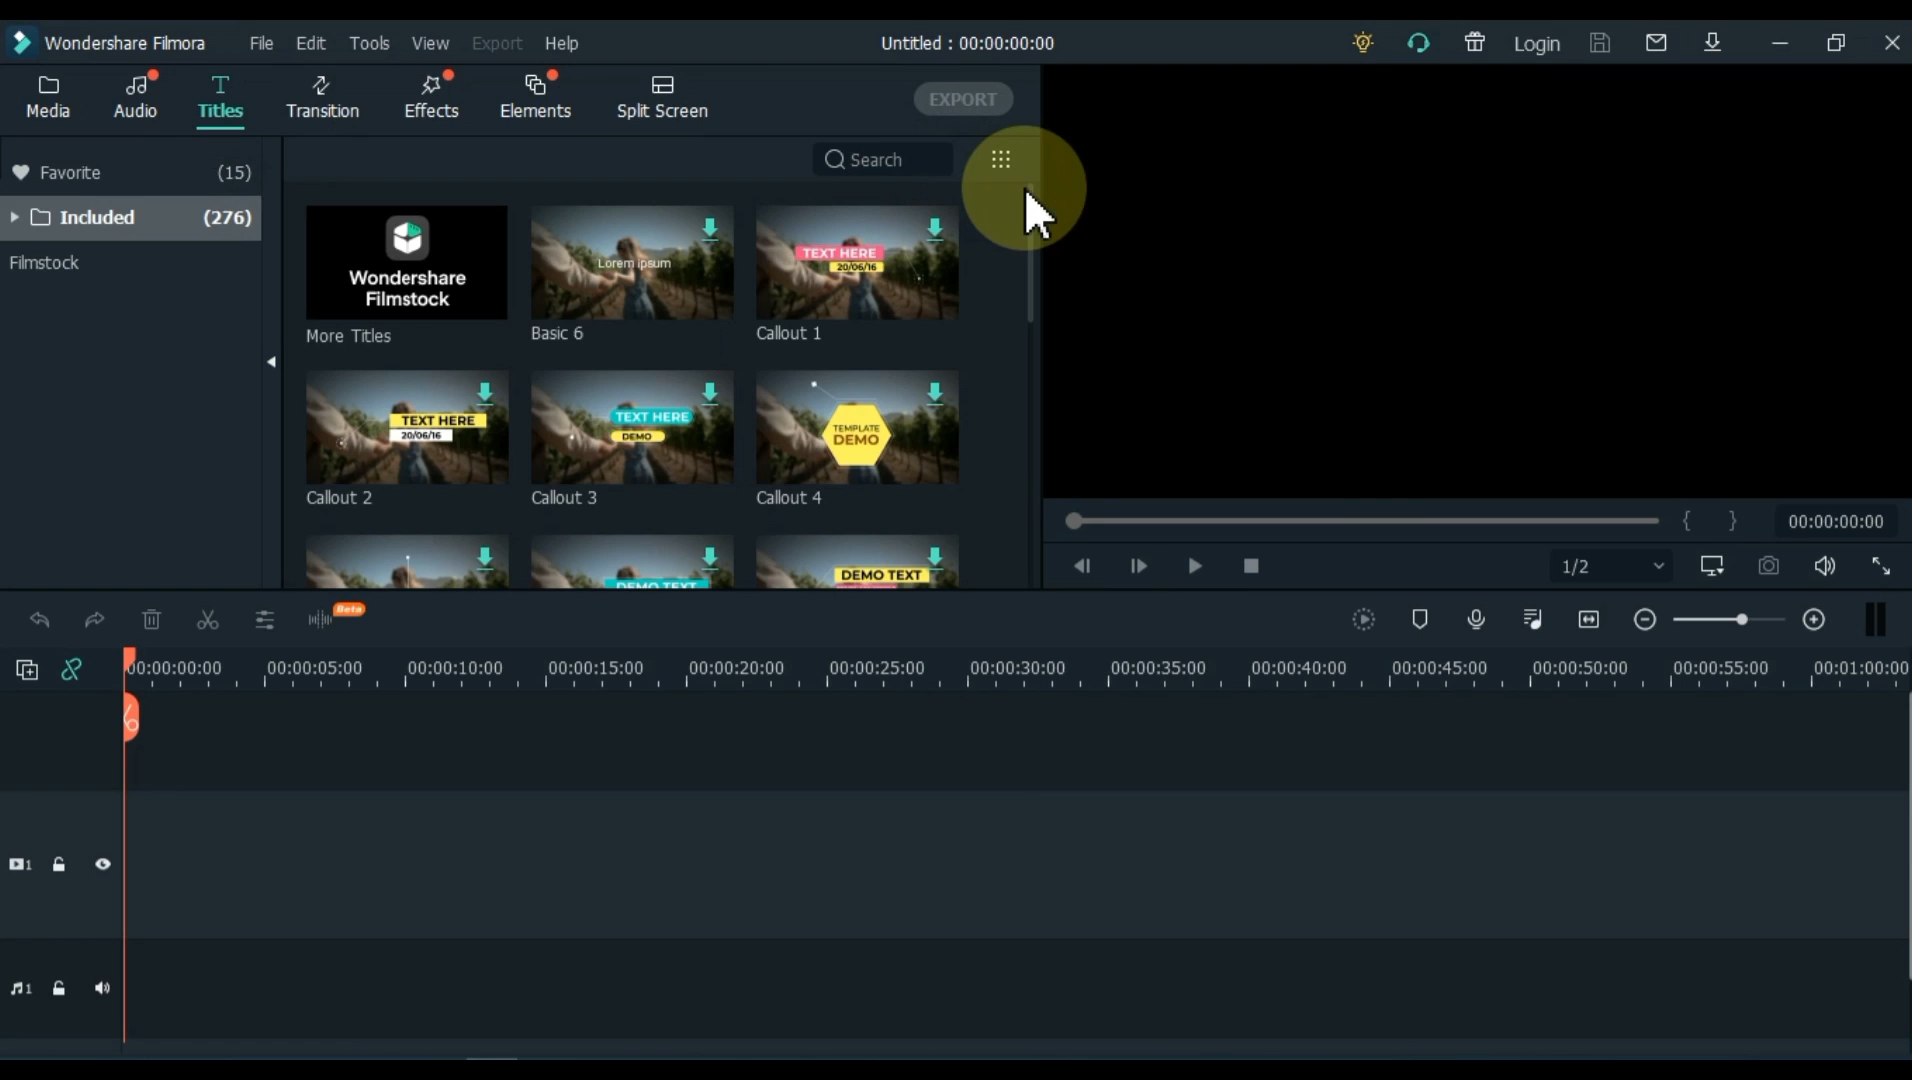 Wondershare Filmora File Edit Tools View Export Help Untitled : 00:00:00:00 Login
Media Audio Titles Transition Effects Elements Split Screen EXPORT
Favorite (15)
Included (276)
Filmstock
Search
Wondershare
Filmstock
More Titles
Lorem ipsum
Basic 6
TEXT HERE
20/06/16
Callout 1
TEXT HERE
20/06/16
Callout 2
TEXT HERE
DEMO
Callout 3
TEMPLATE
DEMO
Callout 4
DEMO TEXT
DEMO TEXT
{ } 00:00:00:00
1/2
Beta
00:00:00:00 00:00:05:00 00:00:10:00 00:00:15:00 00:00:20:00 00:00:25:00 00:00:30:00 00:00:35:00 00:00:40:00 00:00:45:00 00:00:50:00 00:00:55:00 00:01:00:00
1
1